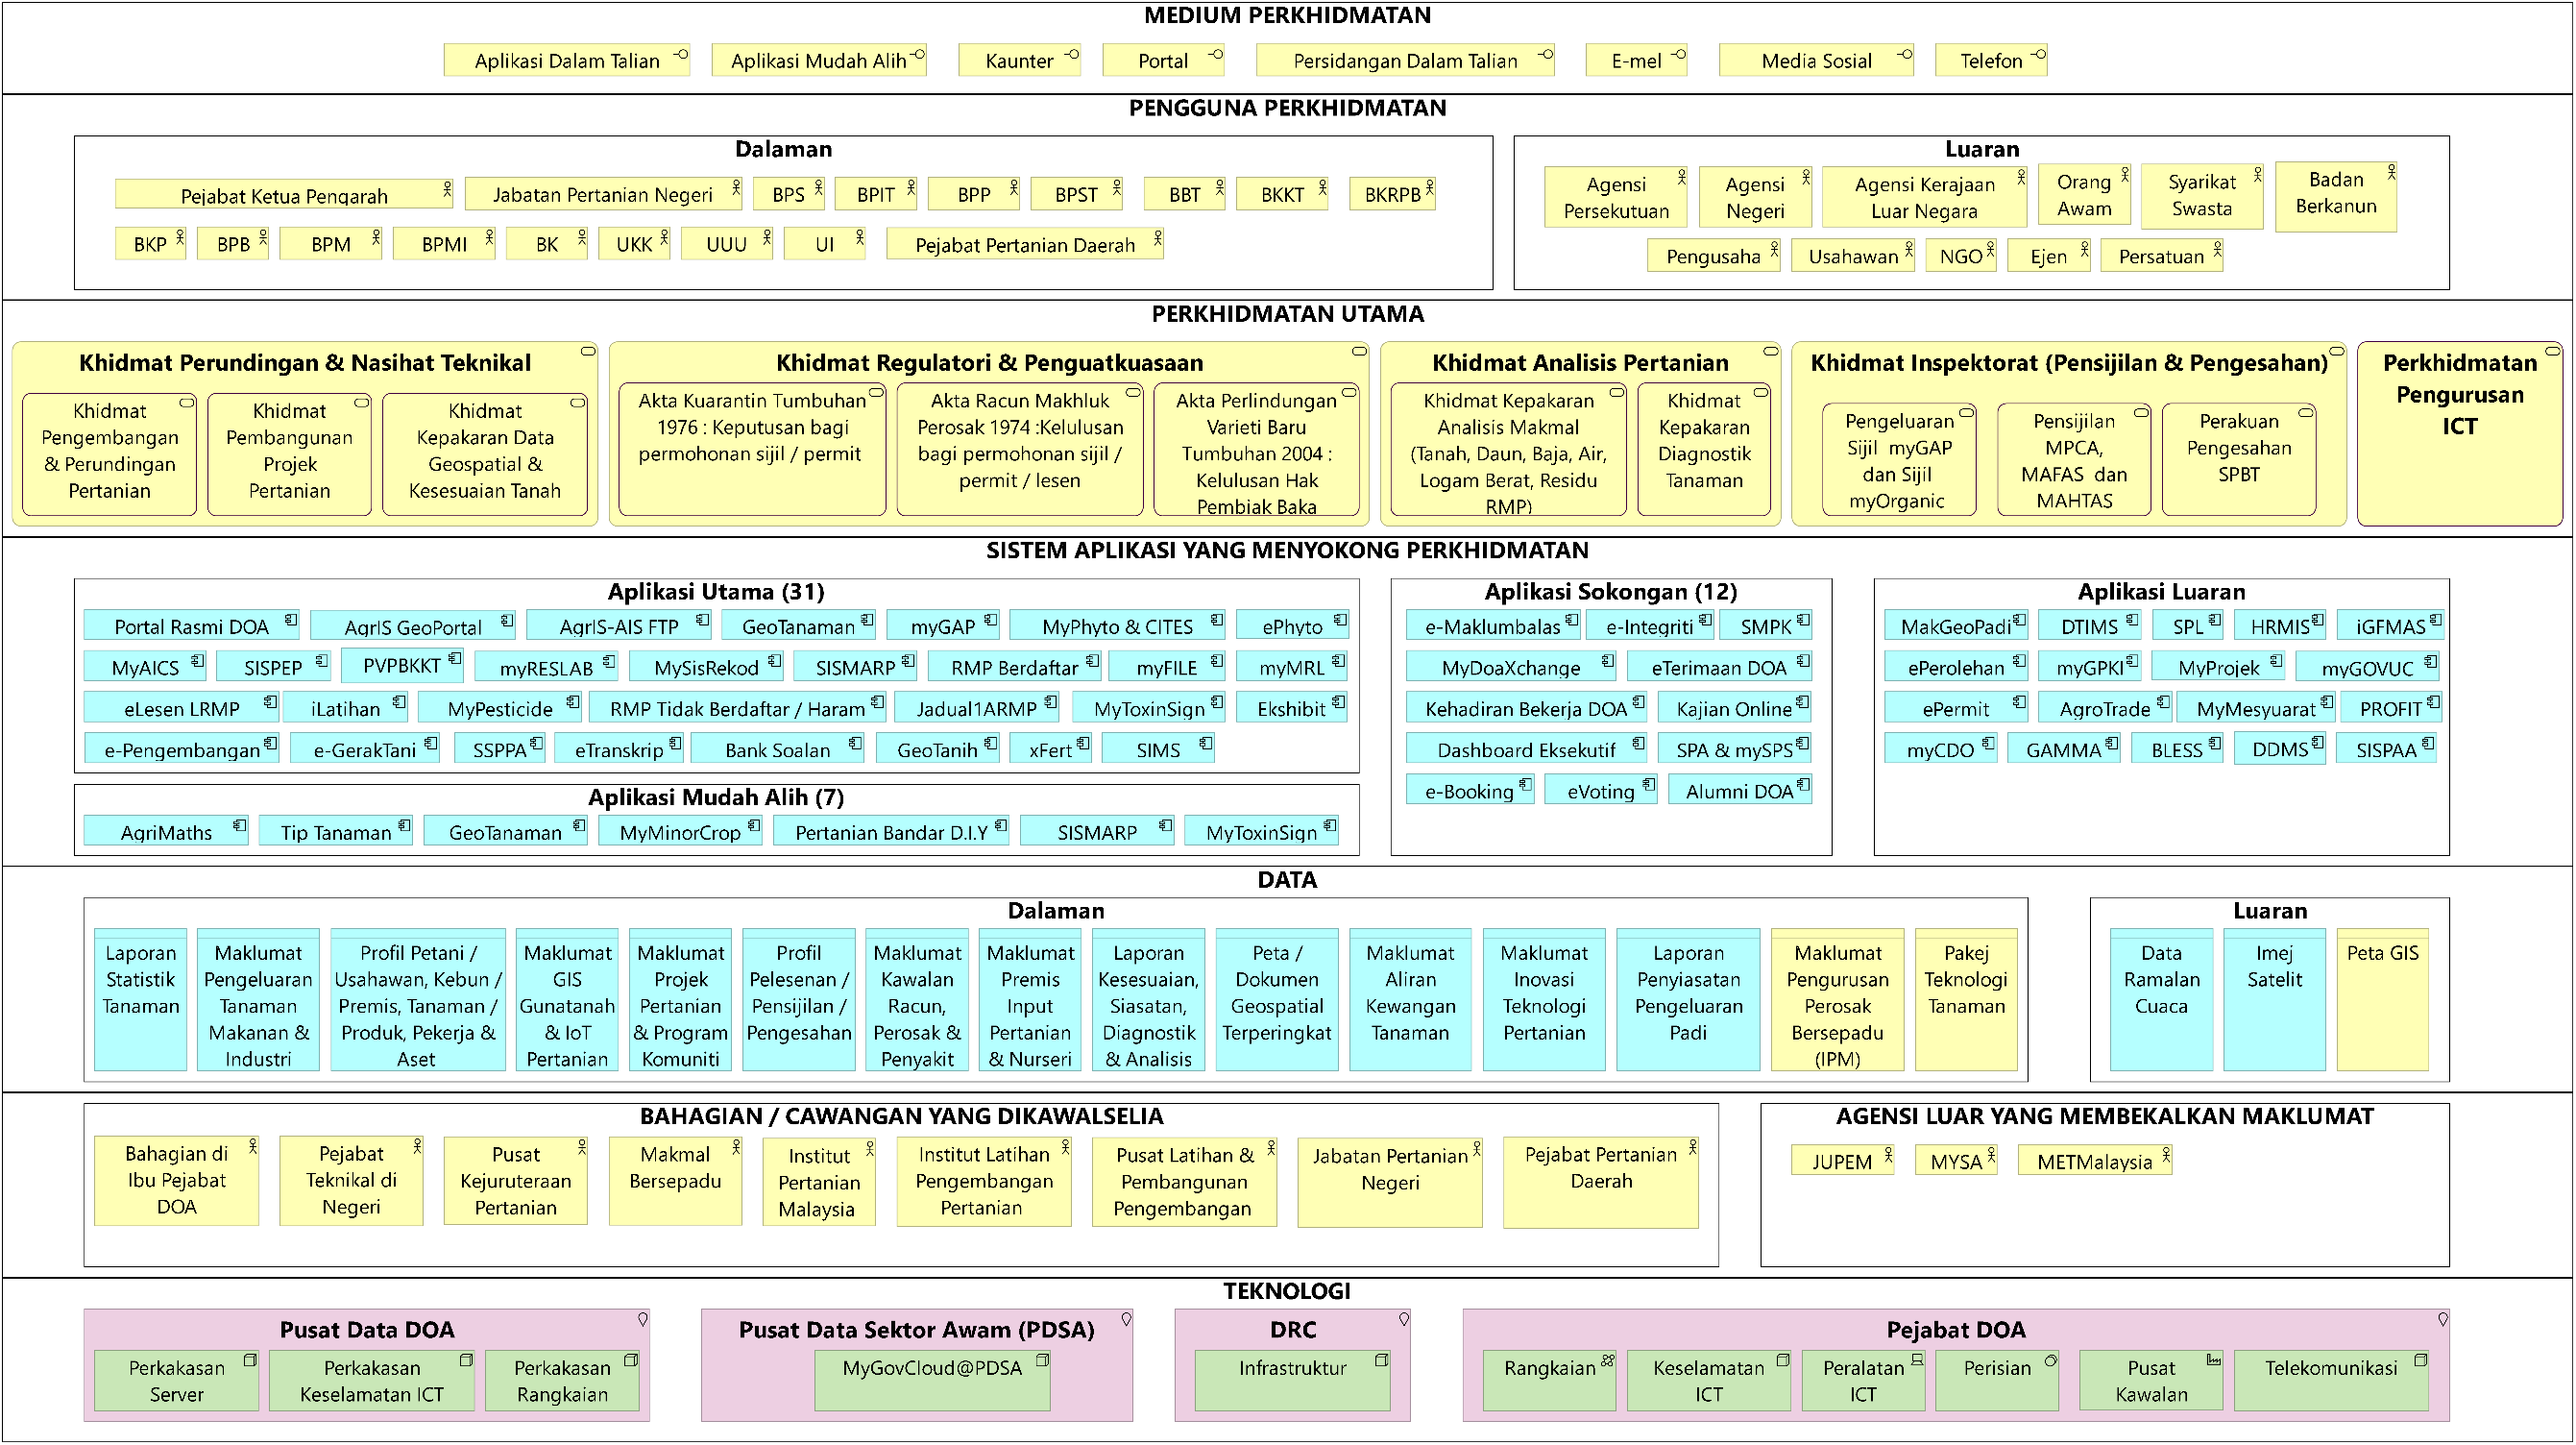 MEDIUM PERKHIDMATAN
Aplikasi Dalam Talian
Aplikasi Mudah Alih
Kaunter
Portal
Persidangan Dalam Talian
E-mel
Media Sosial
Telefon
PENGGUNA PERKHIDMATAN
Dalaman
Pejabat Ketua Pengarah
Jabatan Pertanian Negeri
BPS
BPIT
BPP
BPST
BBT
BKKT
BKRPB
BKP
BPB
BPM
BPMI
BK
UKK
UUU
UI
Pejabat Pertanian Daerah
Luaran
Agensi
Persekutuan
Agensi
Negeri
Agensi Kerajaan
Luar Negara
Orang
Awam
Syarikat
Swasta
Badan
Berkanun
Pengusaha
Usahawan
NGO
Ejen
Persatuan
PERKHIDMATAN UTAMA
Khidmat Perundingan & Nasihat Teknikal
Khidmat
Pengembangan
& Perundingan
Pertanian
Khidmat
Pembangunan
Projek
Pertanian
Khidmat
Kepakaran Data
Geospatial &
Kesesuaian Tanah
Khidmat Regulatori & Penguatkuasaan
Akta Kuarantin Tumbuhan
1976 : Keputusan bagi
permohonan sijil / permit
Akta Racun Makhluk
Perosak 1974 :Kelulusan
bagi permohonan sijil /
permit / lesen
Akta Perlindungan
Varieti Baru
Tumbuhan 2004 :
Kelulusan Hak
Pembiak Baka
Khidmat Analisis Pertanian
Khidmat Kepakaran
Analisis Makmal
(Tanah, Daun, Baja, Air,
Logam Berat, Residu
RMP)
Khidmat
Kepakaran
Diagnostik
Tanaman
Khidmat Inspektorat (Pensijilan & Pengesahan)
Pengeluaran
Sijil myGAP
dan Sijil
myOrganic
Pensijilan
MPCA,
MAFAS dan
MAHTAS
Perakuan
Pengesahan
SPBT
Perkhidmatan
Pengurusan
ICT
SISTEM APLIKASI YANG MENYOKONG PERKHIDMATAN
Aplikasi Utama (31)
Portal Rasmi DOA
AgrIS GeoPortal
AgrIS-AIS FTP
GeoTanaman
myGAP
MyPhyto & CITES
ePhyto
MyAICS
SISPEP
PVPBKKT
myRESLAB
MySisRekod
SISMARP
RMP Berdaftar
myFILE
myMRL
eLesen LRMP
iLatihan
MyPesticide
RMP Tidak Berdaftar / Haram
Jadual1ARMP
MyToxinSign
Ekshibit
e-Pengembangan
e-GerakTani
SSPPA
eTranskrip
Bank Soalan
GeoTanih
xFert
SIMS
Aplikasi Mudah Alih (7)
AgriMaths
Tip Tanaman
GeoTanaman
MyMinorCrop
Pertanian Bandar D.I.Y
SISMARP
MyToxinSign
Aplikasi Sokongan (12)
e-Maklumbalas
e-Integriti
SMPK
MyDoaXchange
eTerimaan DOA
Kehadiran Bekerja DOA
Kajian Online
Dashboard Eksekutif
SPA & mySPS
e-Booking
eVoting
Alumni DOA
Aplikasi Luaran
MakGeoPadi
DTIMS
SPL
HRMIS
iGFMAS
ePerolehan
myGPKI
MyProjek
myGOVUC
ePermit
AgroTrade
MyMesyuarat
PROFIT
myCDO
GAMMA
BLESS
DDMS
SISPAA
DATA
Dalaman
Laporan
Statistik
Tanaman
Maklumat
Pengeluaran
Tanaman
Makanan &
Industri
Profil Petani /
Usahawan, Kebun /
Premis, Tanaman /
Produk, Pekerja &
Aset
Maklumat
GIS
Gunatanah
& IoT
Pertanian
Maklumat
Projek
Pertanian
& Program
Komuniti
Profil
Pelesenan /
Pensijilan /
Pengesahan
Maklumat
Kawalan
Racun,
Perosak &
Penyakit
Maklumat
Premis
Input
Pertanian
& Nurseri
Laporan
Kesesuaian,
Siasatan,
Diagnostik
& Analisis
Peta /
Dokumen
Geospatial
Terperingkat
Maklumat
Aliran
Kewangan
Tanaman
Maklumat
Inovasi
Teknologi
Pertanian
Laporan
Penyiasatan
Pengeluaran
Padi
Maklumat
Pengurusan
Perosak
Bersepadu
(IPM)
Pakej
Teknologi
Tanaman
Luaran
Data
Ramalan
Cuaca
Imej
Satelit
Peta GIS
BAHAGIAN / CAWANGAN YANG DIKAWALSELIA
Bahagian di
Ibu Pejabat
DOA
Pejabat
Teknikal di
Negeri
Pusat
Kejuruteraan
Pertanian
Makmal
Bersepadu
Institut
Pertanian
Malaysia
Institut Latihan
Pengembangan
Pertanian
Pusat Latihan &
Pembangunan
Pengembangan
Jabatan Pertanian
Negeri
Pejabat Pertanian
Daerah
AGENSI LUAR YANG MEMBEKALKAN MAKLUMAT
JUPEM
MYSA
METMalaysia
TEKNOLOGI
Pusat Data DOA
Perkakasan
Server
Perkakasan
Keselamatan ICT
Perkakasan
Rangkaian
Pusat Data Sektor Awam (PDSA)
MyGovCloud@PDSA
DRC
Infrastruktur
Pejabat DOA
Rangkaian
Keselamatan
ICT
Peralatan
ICT
Perisian
Pusat
Kawalan
Telekomunikasi